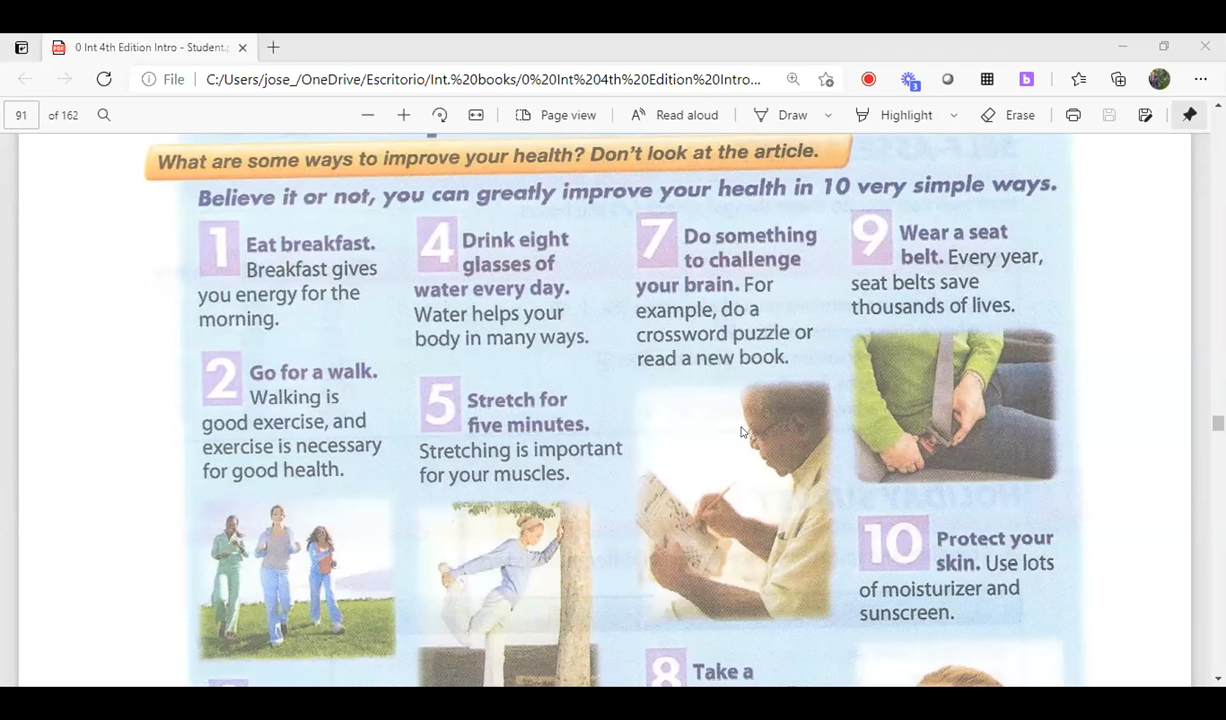 0 Int 4th Edition Intro - Student.
File
C:/Users/jose_/OneDrive/Escritorio/Int.%20books/0%20Int%204th%20Edition%20Intro...
3
b
91
of 162
Page view
Read aloud
Draw
Highlight
Erase
What are some ways to improve your health? Don't look at the article.
Believe it or not, you can greatly improve your health in 10 very simple ways.
1 Eat breakfast.
Breakfast gives
you energy for the
morning.
2 Go for a walk.
Walking is
good exercise, and
exercise is necessary
for good health.
4 Drink eight
glasses of
water every day.
Water helps your
body in many ways.
5 Stretch for
five minutes.
Stretching is important
for your muscles.
7 Do something
to challenge
your brain. For
example, do a
crossword puzzle or
read a new book.
8 Take a
9 Wear a seat
belt. Every year,
seat belts save
thousands of lives.
10 Protect your
skin. Use lots
of moisturizer and
sunscreen.